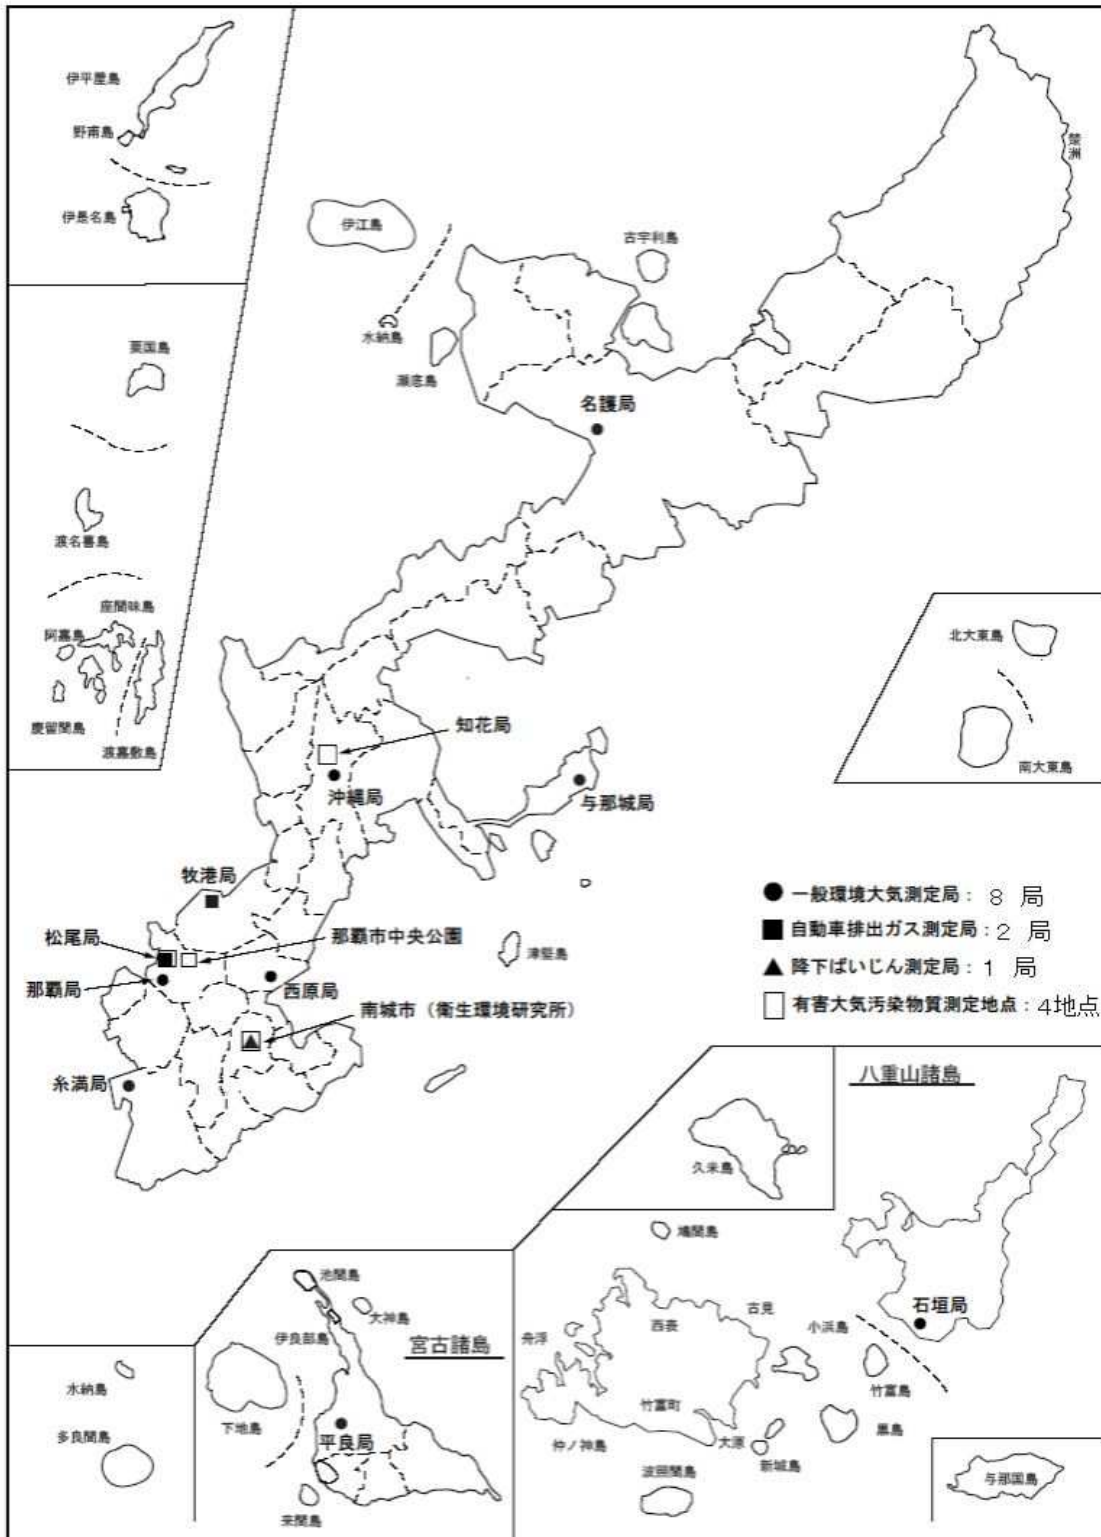 伊平屋島
野甫島
伊是名島
伊江島
古宇利島
楚洲
水納島
瀬底島
名護局
粟国島
渡名喜島
座間味島
阿嘉島
慶留間島
渡嘉敷島
北大東島
南大東島
知花局
沖縄局
与那城局
牧港局
松尾局
那覇市中央公園
那覇局
西原局
津堅島
南城市(衛生環境研究所)
糸満局
● 一般環境大気測定局: 8 局
■ 自動車排出ガス測定局: 2 局
▲ 降下ばいじん測定局: 1 局
□ 有害大気汚染物質測定地点: 4地点
八重山諸島
久米島
鳩間島
石垣局
古見
西表
小浜島
舟浮
竹富島
竹富町
黒島
仲ノ神島
大原
新城島
波照間島
与那国島
池間島
大神島
伊良部島
宮古諸島
下地島
平良局
来間島
水納島
多良間島